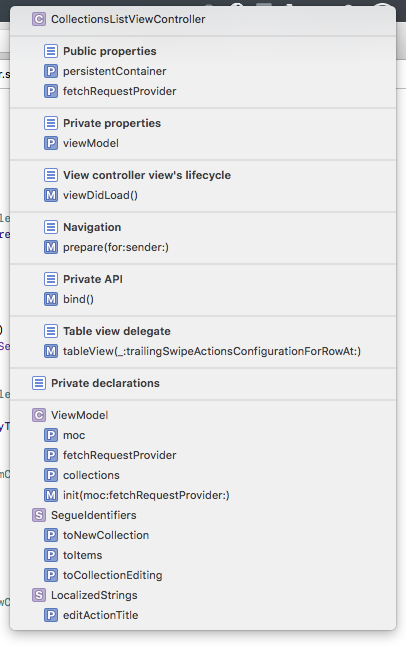 C CollectionsListViewController
Public properties
P persistentContainer
P fetchRequestProvider
Private properties
P viewModel
View controller view's lifecycle
M viewDidLoad()
Navigation
M prepare(for:sender:)
Private API
M bind()
Table view delegate
M tableView(_:trailingSwipeActionsConfigurationForRowAt:)
Private declarations
C ViewModel
P moc
P fetchRequestProvider
P collections
M init(moc:fetchRequestProvider:)
S SegueIdentifiers
P toNewCollection
P toItems
P toCollectionEditing
S LocalizedStrings
P editActionTitle